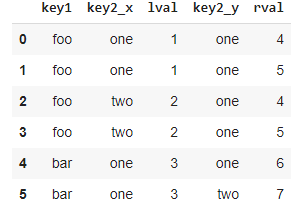 key1 key2_x lval key2_y rval
0 foo one 1 one 4
1 foo one 1 one 5
2 foo two 2 one 4
3 foo two 2 one 5
4 bar one 3 one 6
5 bar one 3 two 7